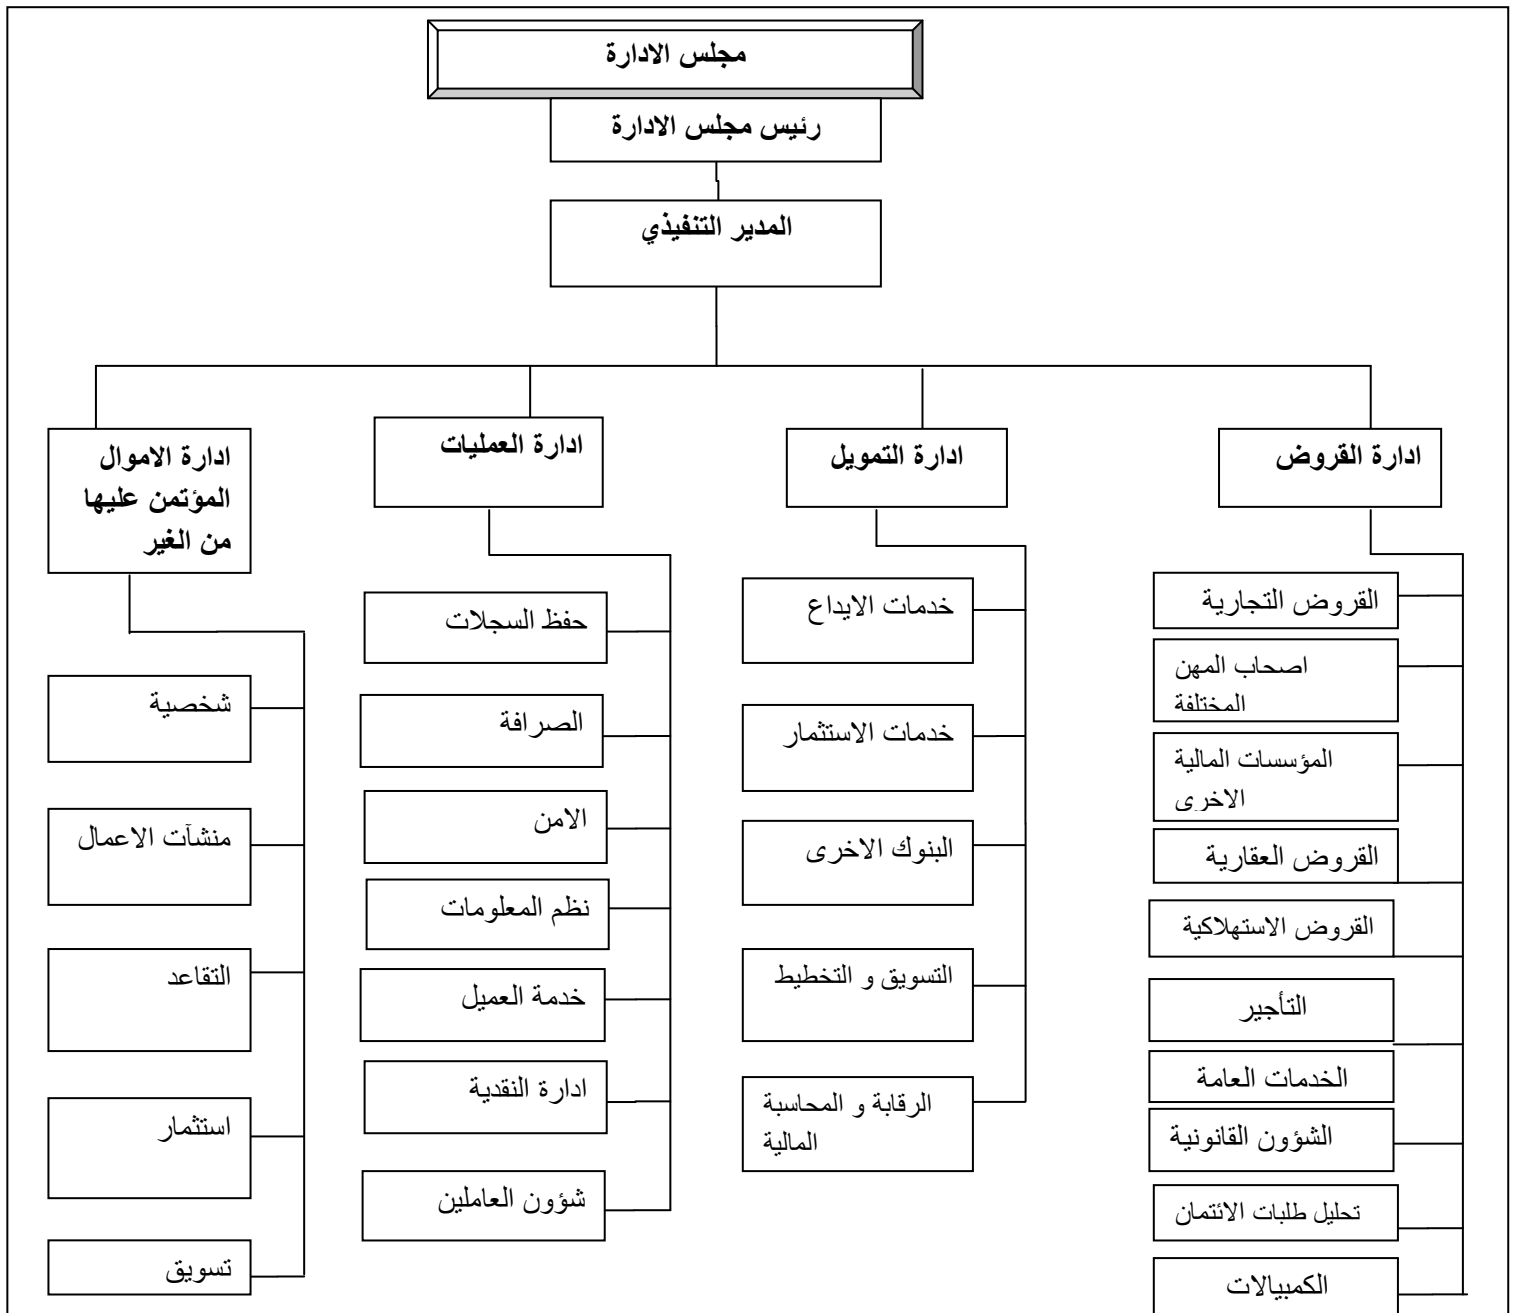 مجلس الادارة
رئيس مجلس الادارة
المدير التنفيذي
ادارة القروض
القروض التجارية
اصحاب المهن
المختلفة
المؤسسات المالية
الاخرى
القروض العقارية
القروض الاستهلاكية
التأجير
الخدمات العامة
الشؤون القانونية
تحليل طلبات الائتمان
الكمبيالات
ادارة التمويل
خدمات الايداع
خدمات الاستثمار
البنوك الاخرى
التسويق و التخطيط
الرقابة و المحاسبة
المالية
ادارة العمليات
حفظ السجلات
الصرافة
الامن
نظم المعلومات
خدمة العميل
ادارة النقدية
شؤون العاملين
ادارة الاموال
المؤتمن عليها
من الغير
شخصية
منشآت الاعمال
التقاعد
استثمار
تسويق